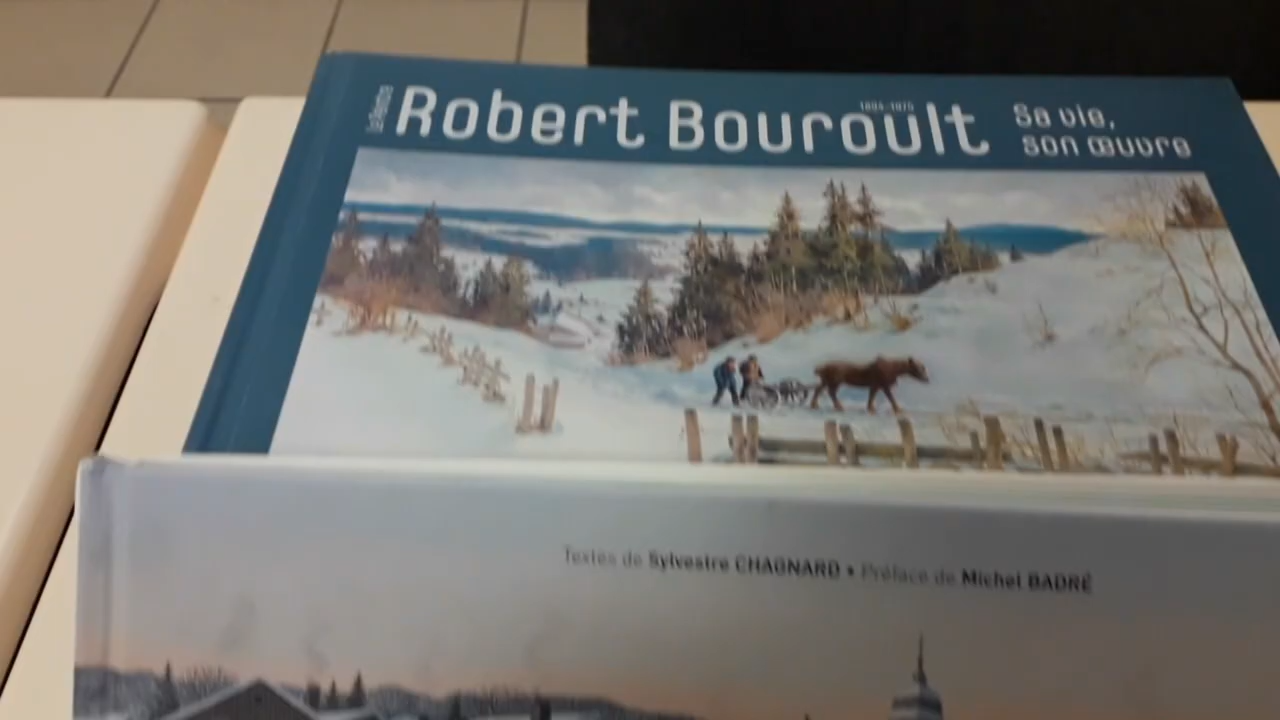 Robert Bouroult
Sa vie,
son œuvre
Textes de Sylvestre CHAGNARD • Préface de Michel BADRÉ